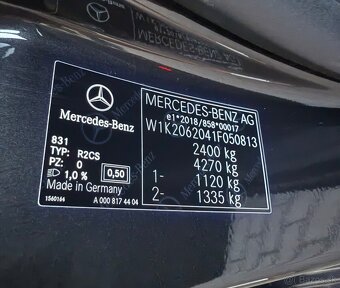 Mercedes-Benz
831
TYP: R2CS
PZ: 0
1,0 % 0,50
Made in Germany
1560164 A 000 817 44 04
MERCEDES-BENZ AG
e1*2018/858*00017
W1K2062041F050813
2400 kg
4270 kg
1- 1120 kg
2- 1335 kg